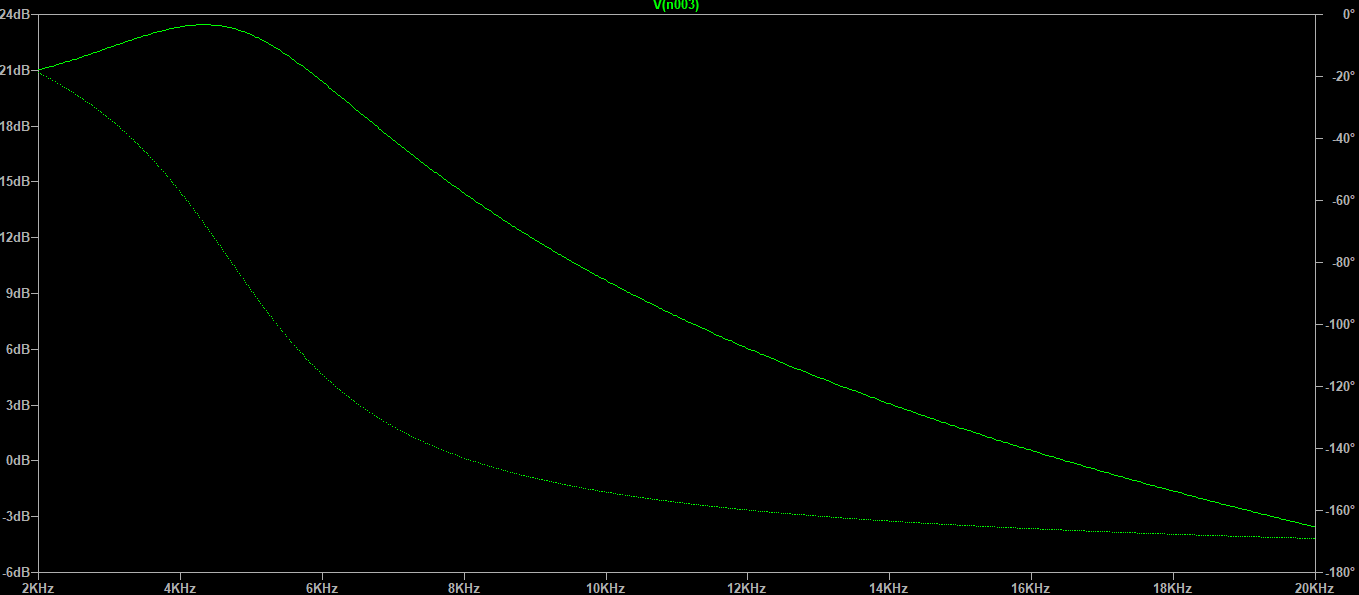 V(n003)
24dB
21dB
18dB
15dB
12dB
9dB
6dB
3dB
0dB
-3dB
-6dB
0°
-20°
-40°
-60°
-80°
-100°
-120°
-140°
-160°
-180°
2KHz 4KHz 6KHz 8KHz 10KHz 12KHz 14KHz 16KHz 18KHz 20KHz